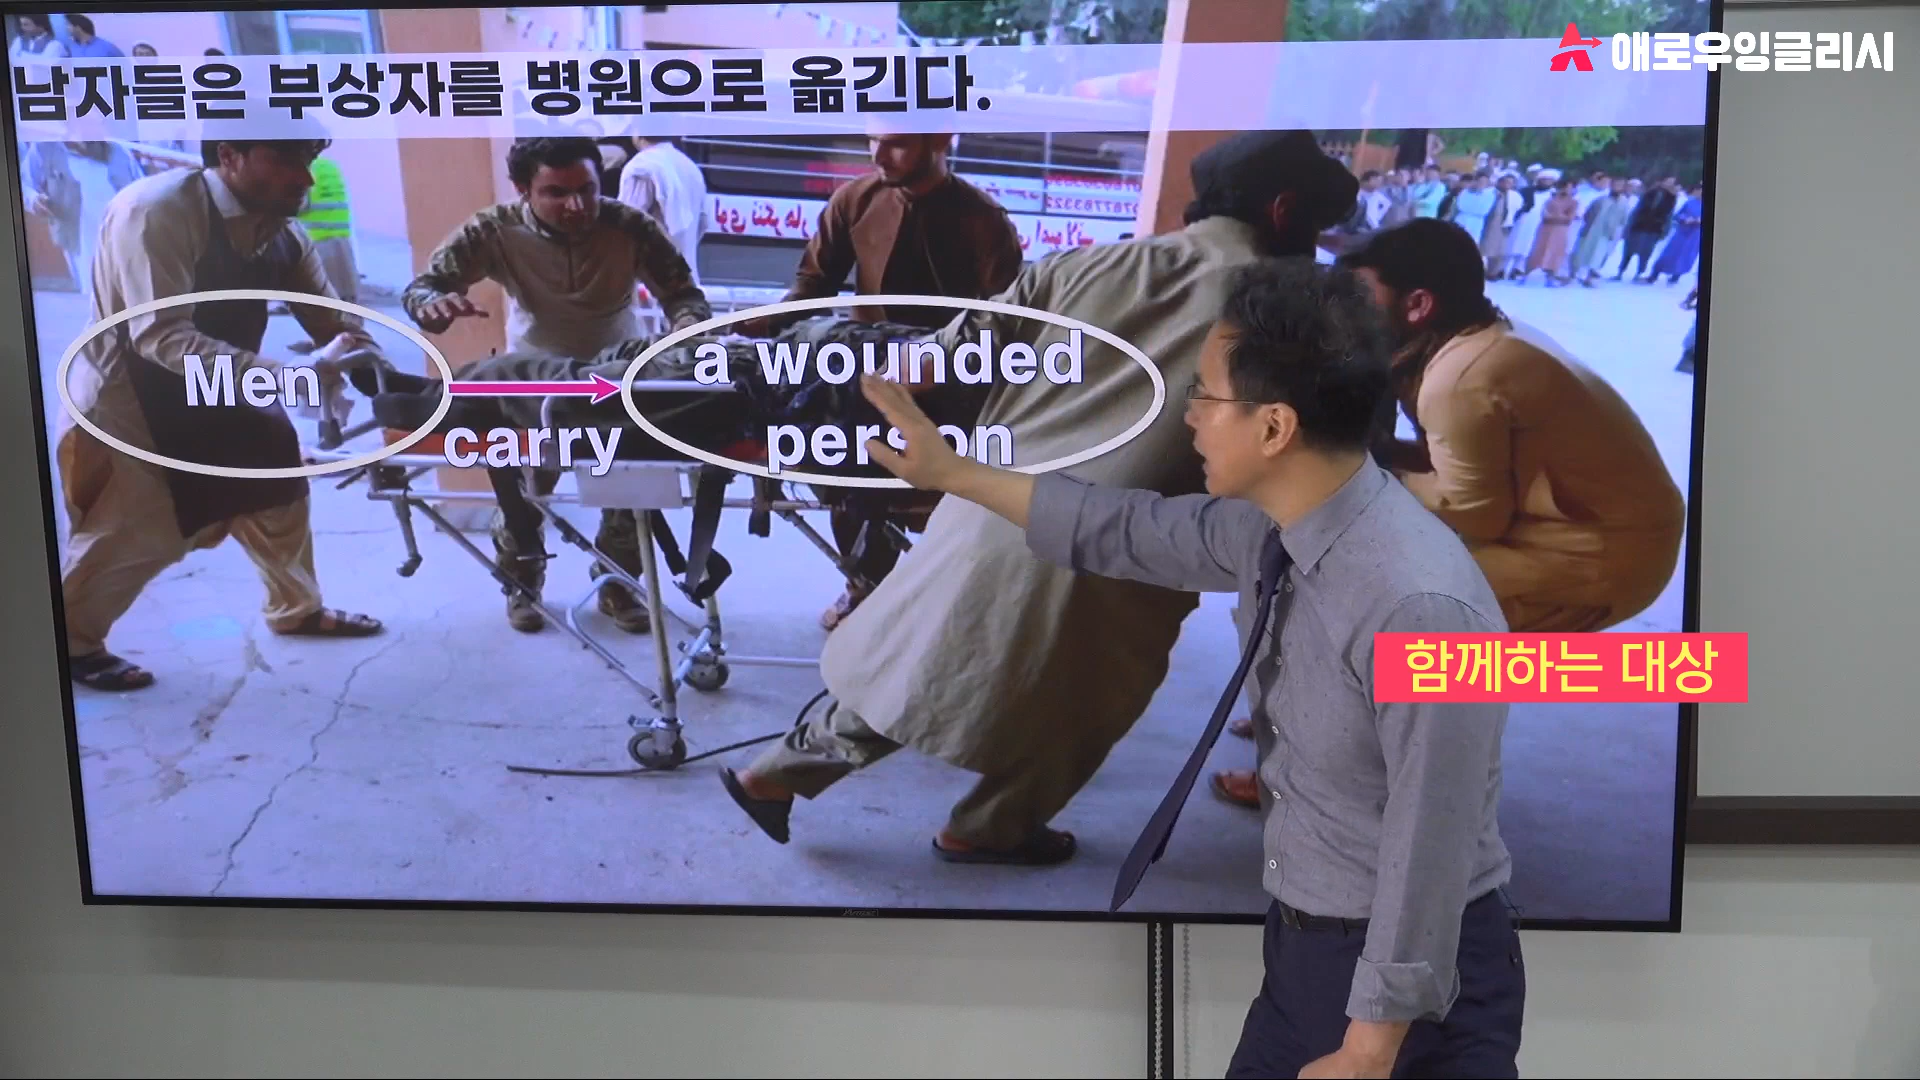 애로우잉글리시
남자들은 부상자를 병원으로 옮긴다.
Men
carry
a wounded
person
함께하는 대상